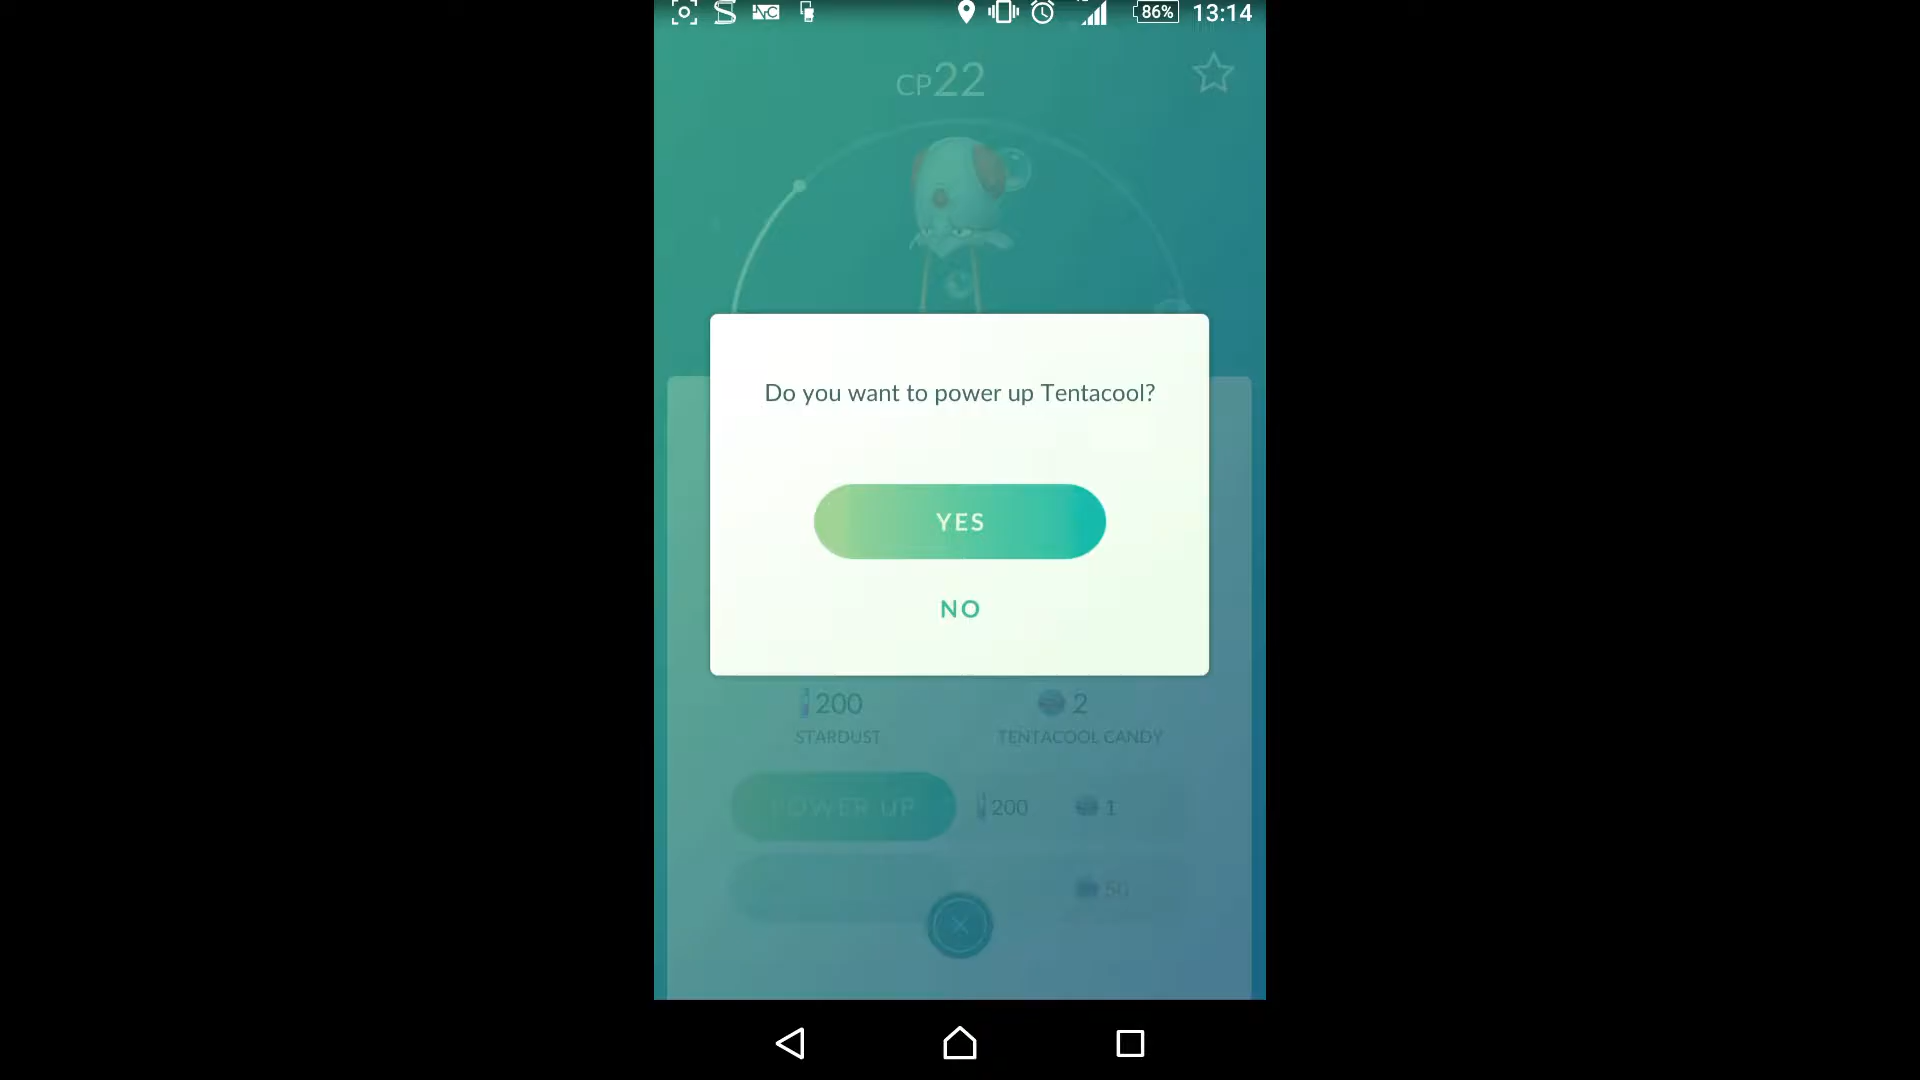 86% 13:14
CP22
Do you want to power up Tentacool?
YES
NO
200 2
STARDUST TENTACOOL CANDY
POWER UP 200 1
50